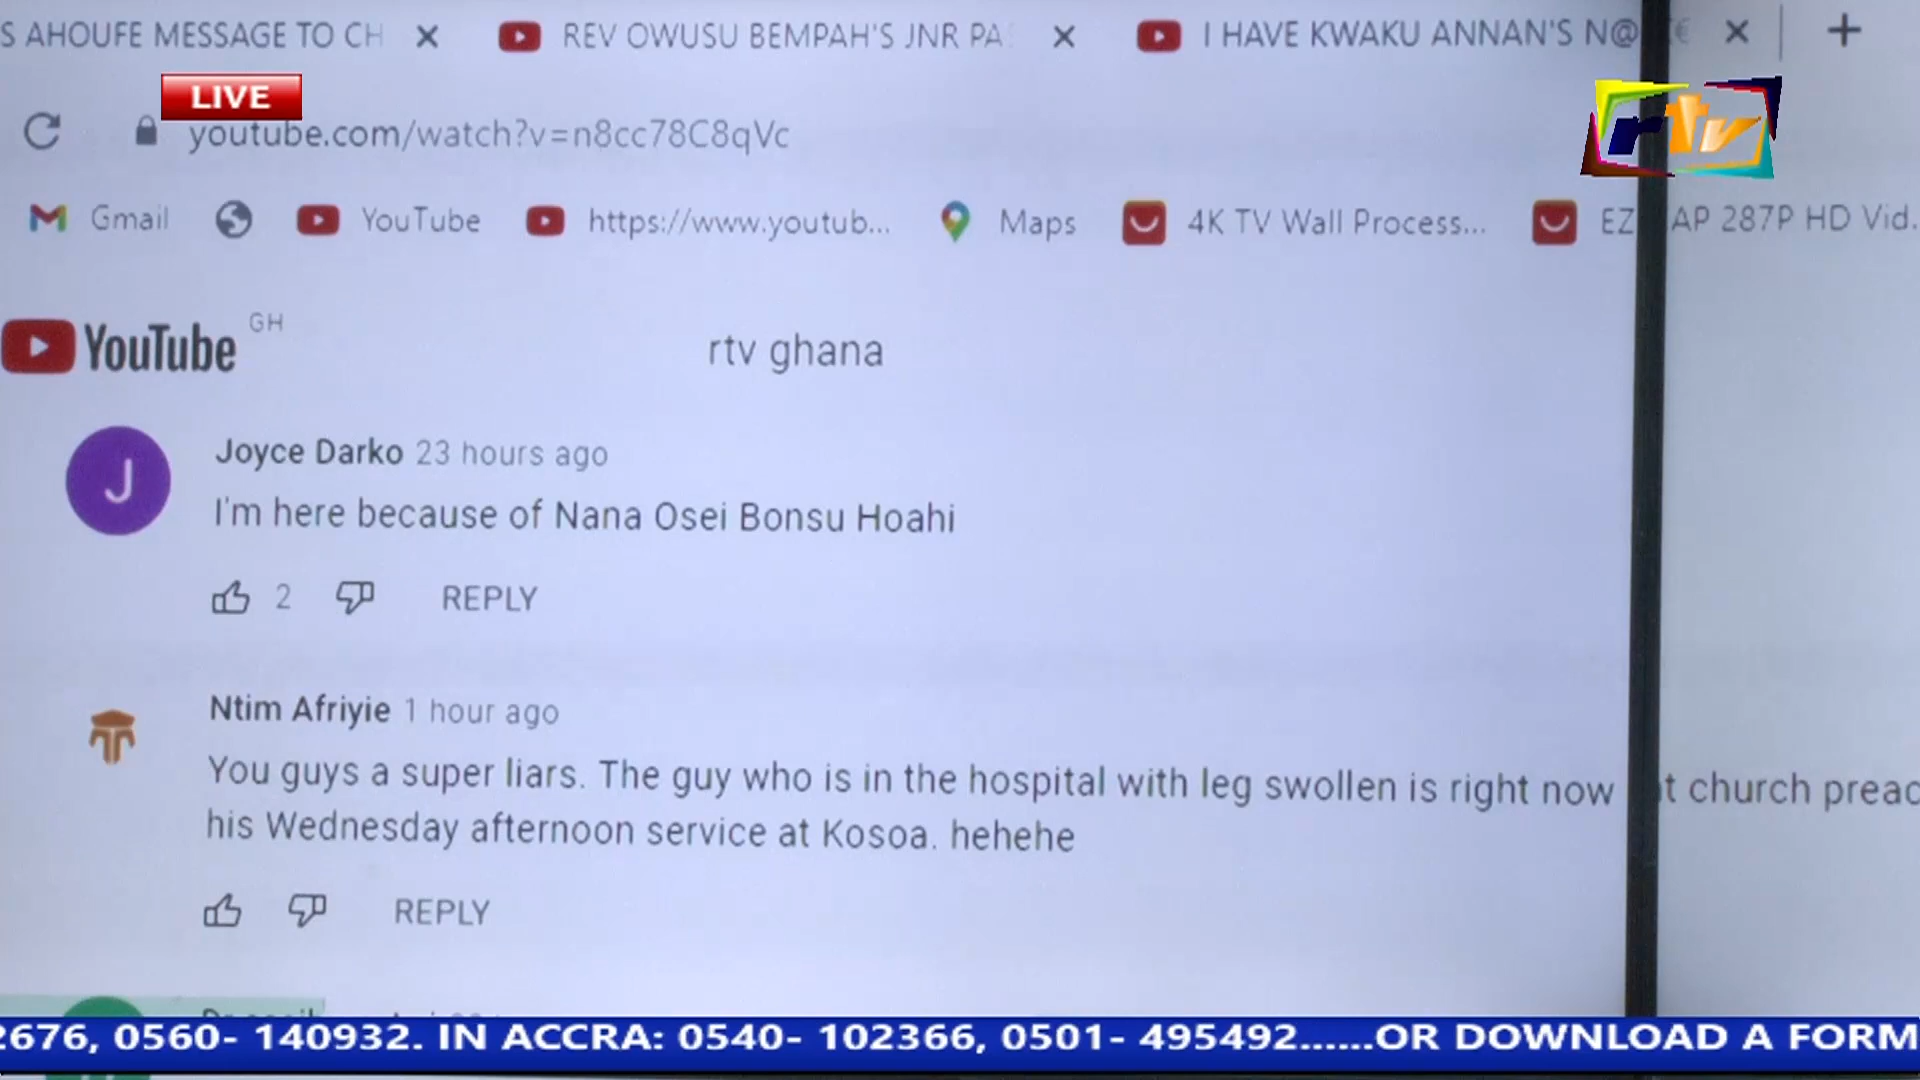 S AHOUFE MESSAGE TO CH
REV OWUSU BEMPAH'S JNR PA
I HAVE KWAKU ANNAN'S N@
LIVE
youtube.com/watch?v=n8cc78C8qVc
rtv
Gmail
YouTube
https://www.youtub...
Maps
4K TV Wall Process...
EZ AP 287P HD Vid.
YouTube GH
rtv ghana
J
Joyce Darko 23 hours ago
I'm here because of Nana Osei Bonsu Hoahi
2 REPLY
Ntim Afriyie 1 hour ago
You guys a super liars. The guy who is in the hospital with leg swollen is right now t church preac
his Wednesday afternoon service at Kosoa. hehehe
REPLY
2676, 0560- 140932. IN ACCRA: 0540- 102366, 0501- 495492......OR DOWNLOAD A FORM